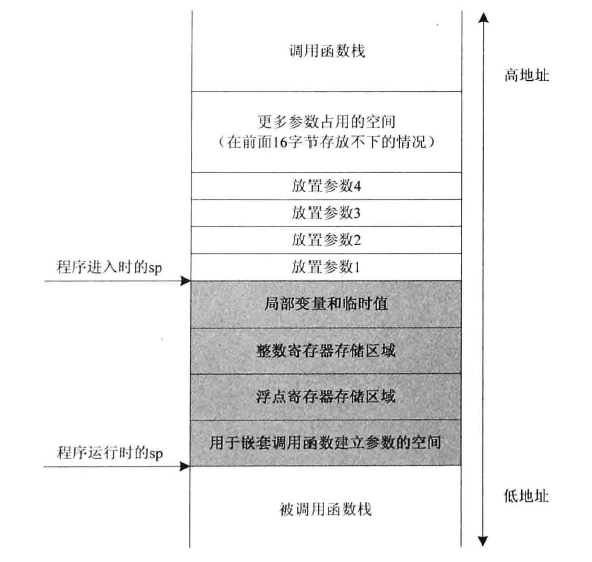 调用函数栈
高地址
更多参数占用的空间
（在前面16字节存放不下的情况）
放置参数4
放置参数3
放置参数2
放置参数1
程序进入时的sp
局部变量和临时值
整数寄存器存储区域
浮点寄存器存储区域
用于嵌套调用函数建立参数的空间
程序运行时的sp
低地址
被调用函数栈